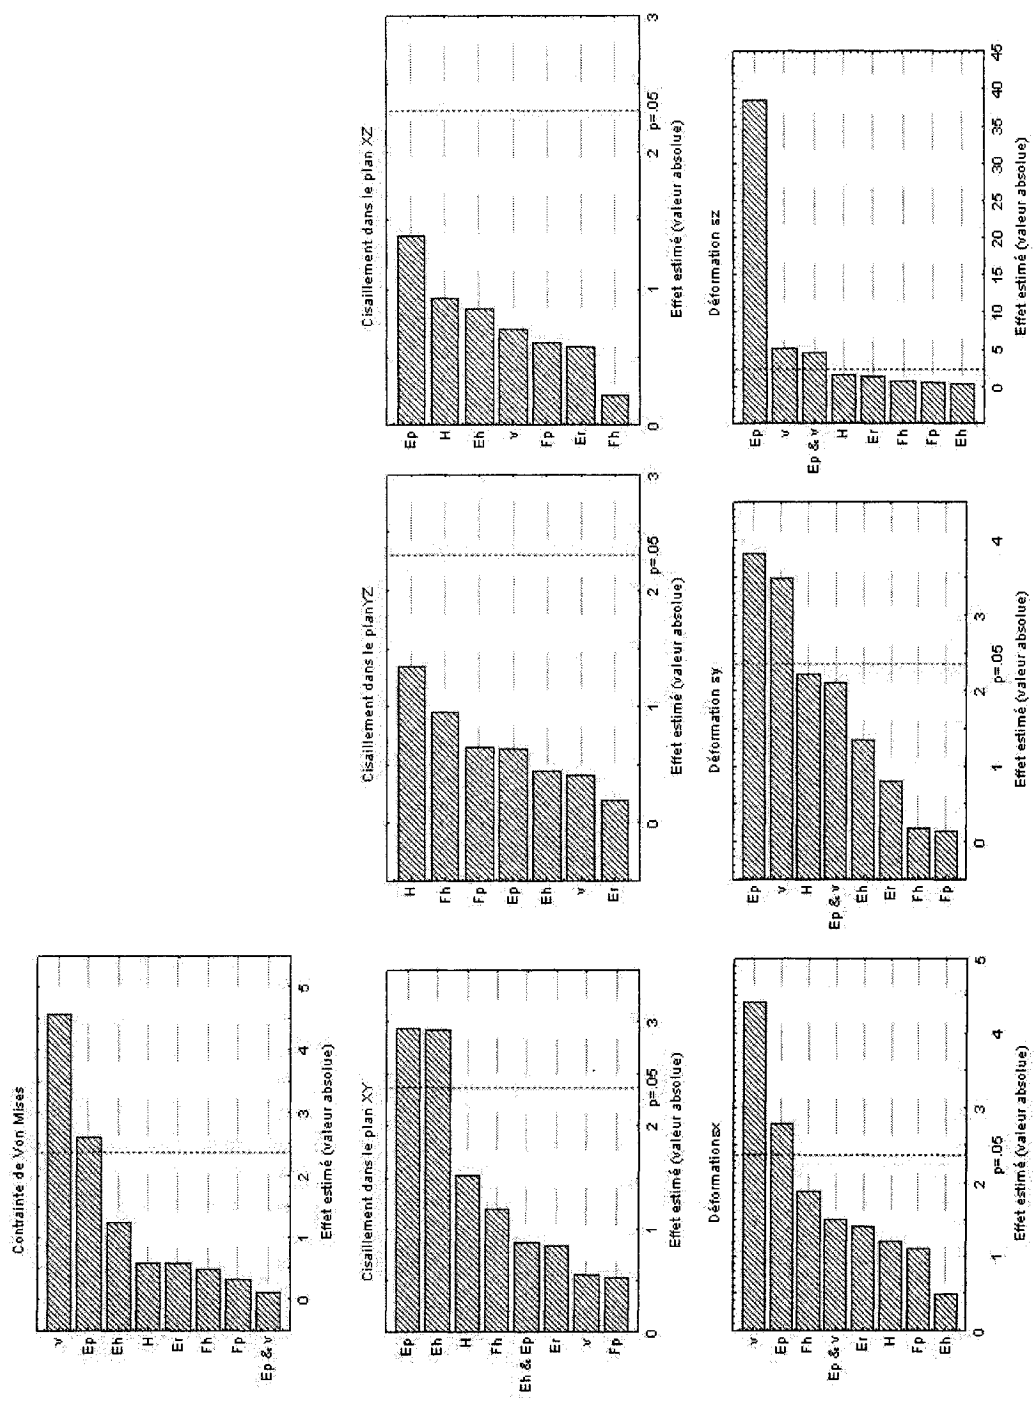 Contrainte de Von Mises
v
Ep
Eh
H
Er
Fh
Fp
Ep & v
0 1 2 3 4 5
Effet estimé (valeur absolue)
Cisaillement dans le plan XY
Ep
Eh
H
Fh
Eh & Ep
Er
v
Fp
0 1 2 p=.05 3
Effet estimé (valeur absolue)
Cisaillement dans le planYZ
H
Fh
Fp
Ep
Eh
v
Er
0 1 2 p=.05 3
Effet estimé (valeur absolue)
Cisaillement dans le plan XZ
Ep
H
Eh
v
Fp
Er
Fh
0 1 2 p=.05 3
Effet estimé (valeur absolue)
Déformationsx
v
Ep
Fh
Ep & v
Er
H
Fp
Eh
0 1 2 p=.05 3 4 5
Effet estimé (valeur absolue)
Déformation sy
Ep
v
H
Ep & v
Eh
Er
Fh
Fp
0 1 2 p=.05 3 4
Effet estimé (valeur absolue)
Déformation sz
Ep
v
Ep & v
H
Er
Fh
Fp
Eh
0 5 10 15 20 25 30 35 40 45
Effet estimé (valeur absolue)